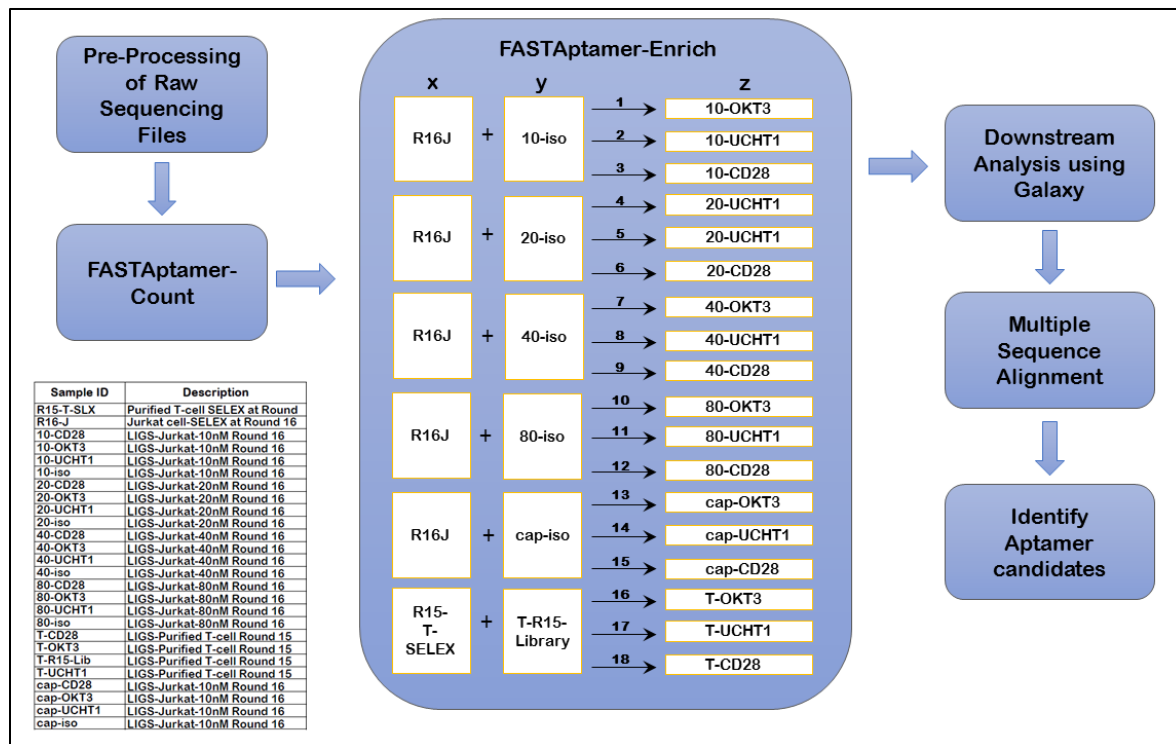 Pre-Processing
of Raw
Sequencing
Files
FASTAptamer-
Count
Sample ID Description
R15-T-SLX Purified T-cell SELEX at Round
R16-J Jurkat cell-SELEX at Round 16
10-CD28 LIGS-Jurkat-10nM Round 16
10-OKT3 LIGS-Jurkat-10nM Round 16
10-UCHT1 LIGS-Jurkat-10nM Round 16
10-iso LIGS-Jurkat-10nM Round 16
20-CD28 LIGS-Jurkat-20nM Round 16
20-OKT3 LIGS-Jurkat-20nM Round 16
20-UCHT1 LIGS-Jurkat-20nM Round 16
20-iso LIGS-Jurkat-20nM Round 16
40-CD28 LIGS-Jurkat-40nM Round 16
40-OKT3 LIGS-Jurkat-40nM Round 16
40-UCHT1 LIGS-Jurkat-40nM Round 16
40-iso LIGS-Jurkat-40nM Round 16
80-CD28 LIGS-Jurkat-80nM Round 16
80-OKT3 LIGS-Jurkat-80nM Round 16
80-UCHT1 LIGS-Jurkat-80nM Round 16
80-iso LIGS-Jurkat-80nM Round 16
T-CD28 LIGS-Purified T-cell Round 15
T-OKT3 LIGS-Purified T-cell Round 15
T-R15-Lib LIGS-Purified T-cell Round 15
T-UCHT1 LIGS-Purified T-cell Round 15
cap-CD28 LIGS-Jurkat-10nM Round 16
cap-OKT3 LIGS-Jurkat-10nM Round 16
cap-UCHT1 LIGS-Jurkat-10nM Round 16
cap-iso LIGS-Jurkat-10nM Round 16
FASTAptamer-Enrich
x y z
1 10-OKT3
R16J + 10-iso 2 10-UCHT1
3 10-CD28
4 20-UCHT1
R16J + 20-iso 5 20-UCHT1
6 20-CD28
7 40-OKT3
R16J + 40-iso 8 40-UCHT1
9 40-CD28
10 80-OKT3
R16J + 80-iso 11 80-UCHT1
12 80-CD28
13 cap-OKT3
R16J + cap-iso 14 cap-UCHT1
15 cap-CD28
16 T-OKT3
R15-
T-
SELEX + T-R15-
Library 17 T-UCHT1
18 T-CD28
Downstream
Analysis using
Galaxy
Multiple
Sequence
Alignment
Identify
Aptamer
candidates